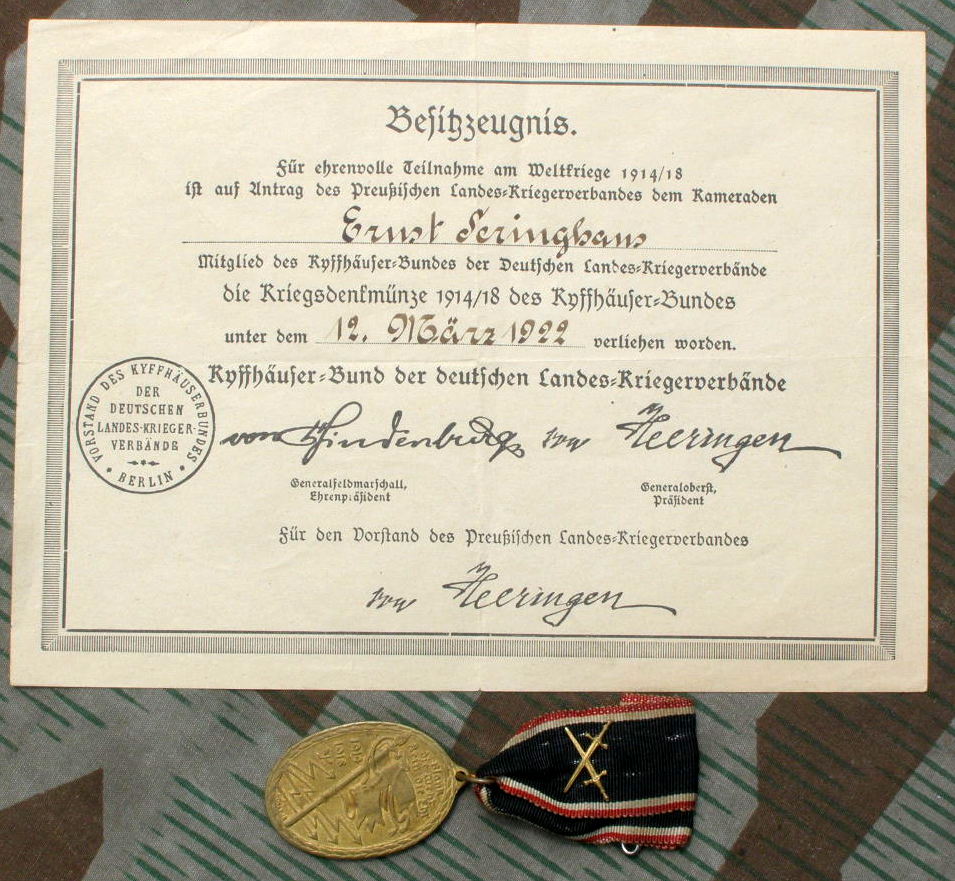 Besitzzeugnis.
Für ehrenvolle Teilnahme am Weltkriege 1914/18
ist auf Antrag des Preußischen Landes-Kriegerverbandes dem Kameraden
Ernst Seringhaus
Mitglied des Kyffhäuser-Bundes der Deutschen Landes-Kriegerverbände
die Kriegsdenkmünze 1914/18 des Kyffhäuser-Bundes
unter dem 12. März 1922 verliehen worden.
Kyffhäuser-Bund der deutschen Landes-Kriegerverbände
VORSTAND DES KYFFHÄUSERBUNDES
DER
DEUTSCHEN
LANDES-KRIEGER-
VERBÄNDE
BERLIN
von Hindenburg von Heeringen
Generalfeldmarschall,
Ehrenpräsident
Generaloberst,
Präsident
Für den Vorstand des Preußischen Landes-Kriegerverbandes
von Heeringen
1914
1918